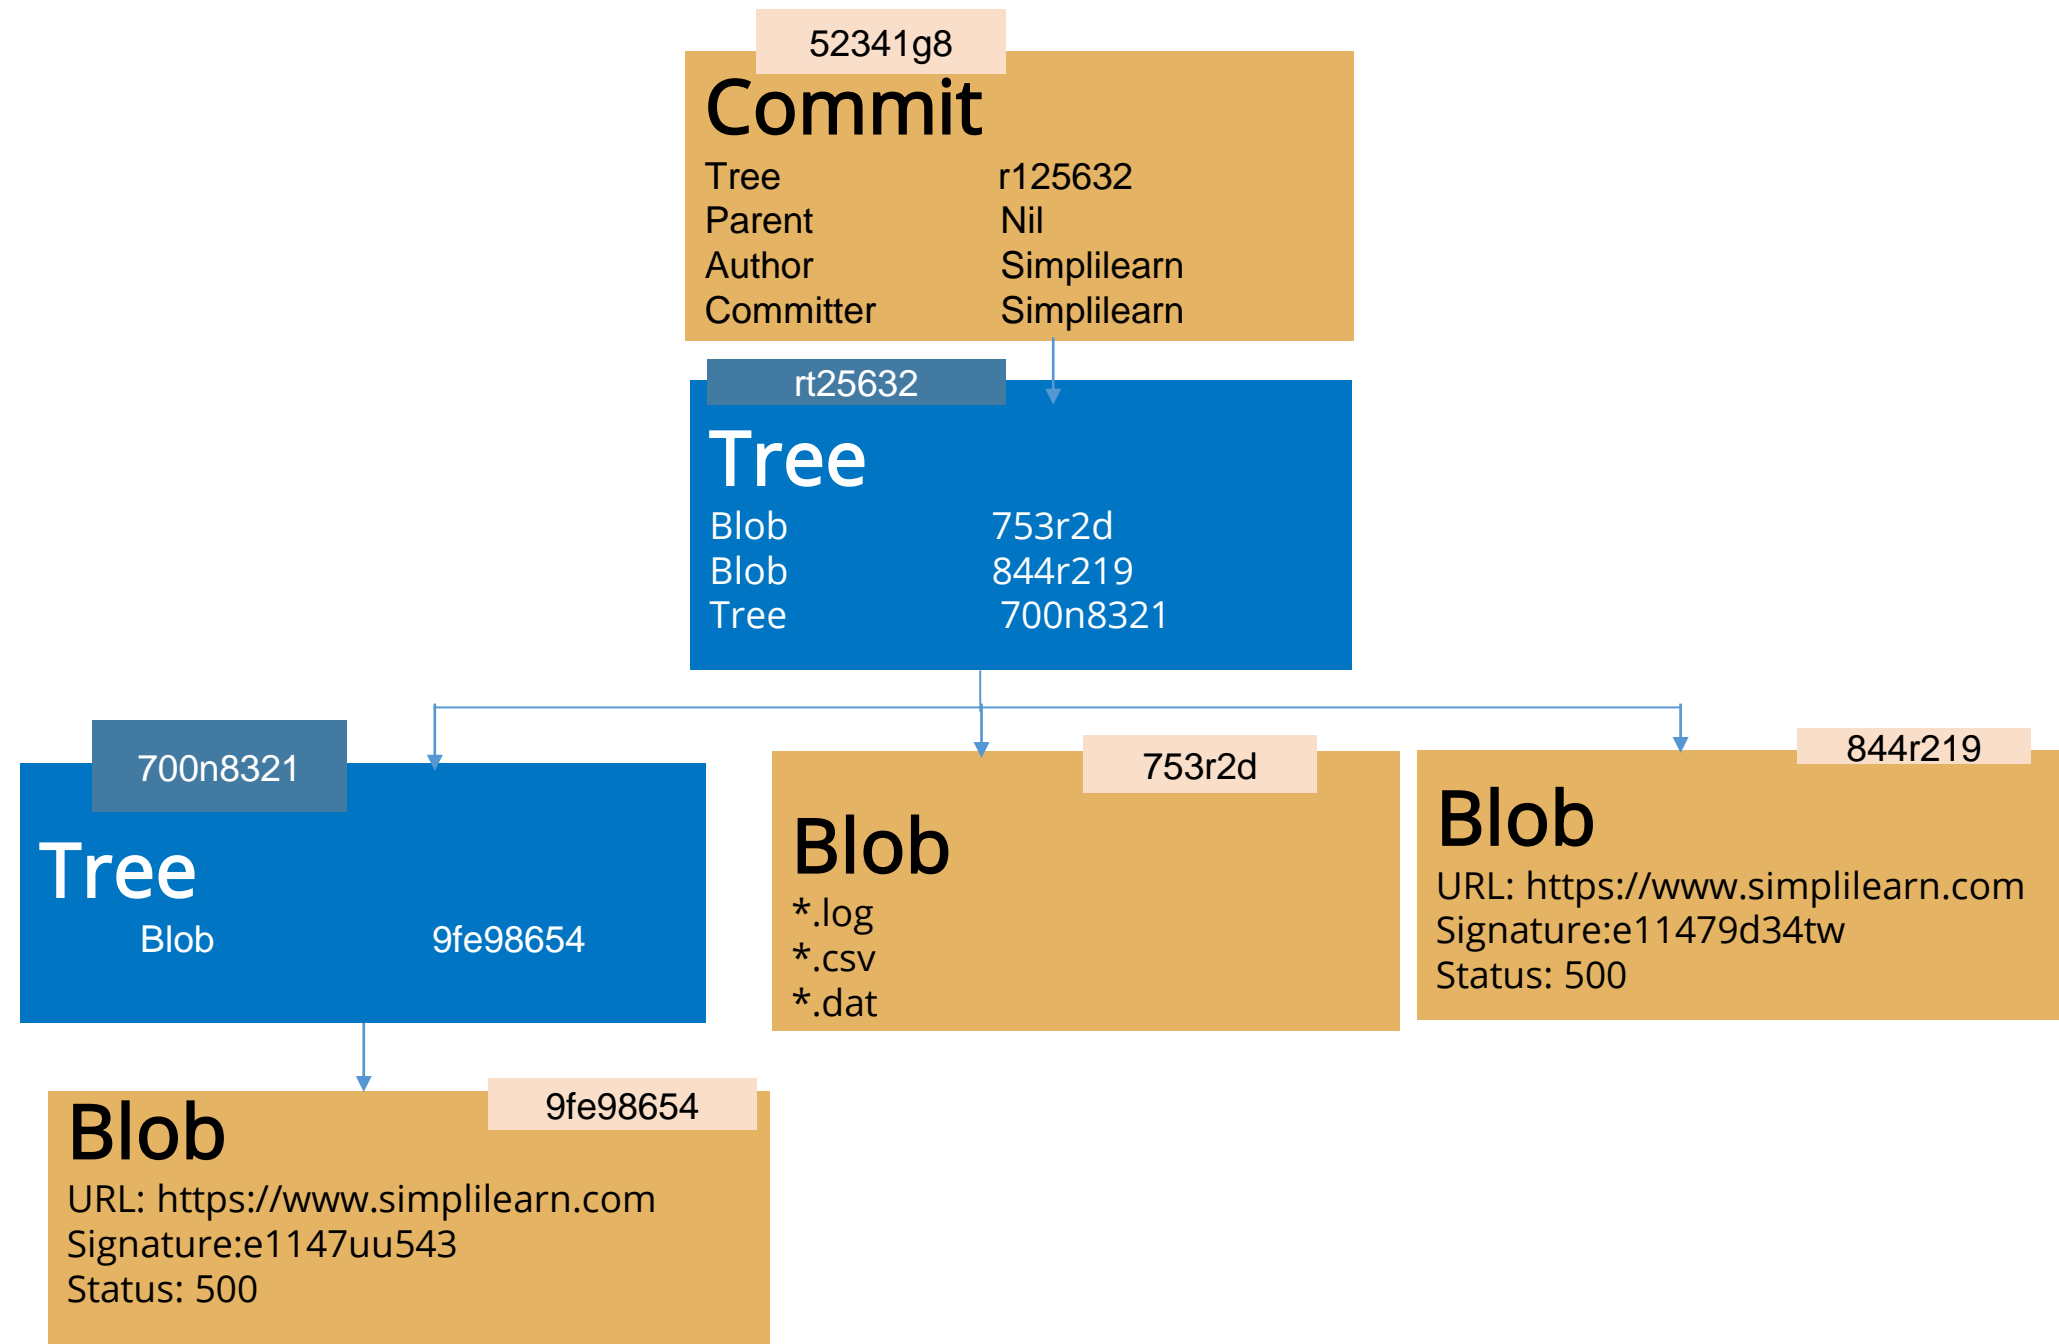 52341g8
Commit
Tree r125632
Parent Nil
Author Simplilearn
Committer Simplilearn
rt25632
Tree
Blob 753r2d
Blob 844r219
Tree 700n8321
700n8321
Tree
Blob 9fe98654
753r2d
Blob
*.log
*.csv
*.dat
844r219
Blob
URL: https://www.simplilearn.com
Signature:e11479d34tw
Status: 500
9fe98654
Blob
URL: https://www.simplilearn.com
Signature:e1147uu543
Status: 500